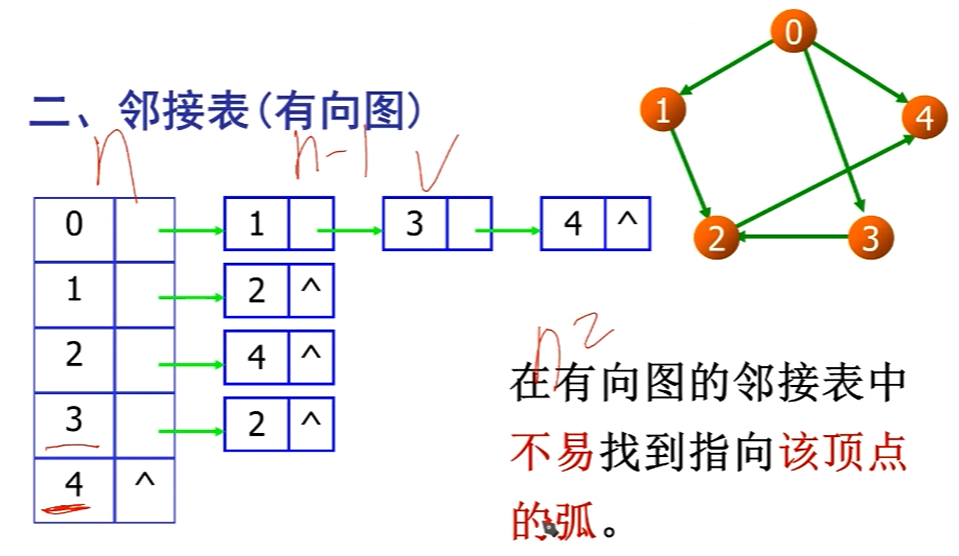 二、邻接表(有向图)
n n-1 √
0 1 3 4 ^
1 2 ^
2 4 ^
3 2 ^
4 ^
0
1
4
2
3
n²
在有向图的邻接表中
不易找到指向该顶点
的弧。